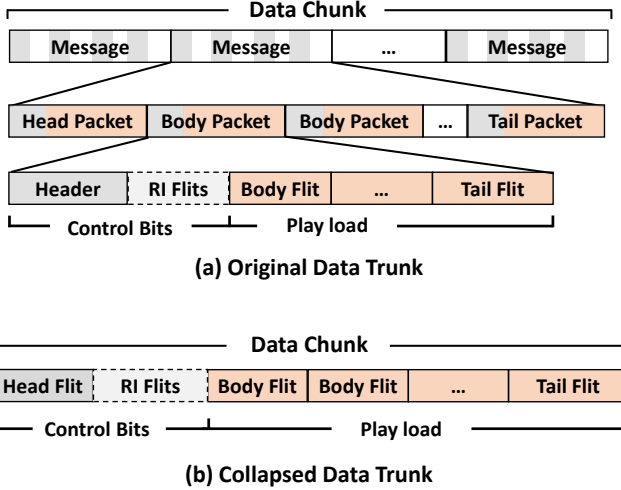 Data Chunk
Message Message ... Message
Head Packet Body Packet Body Packet ... Tail Packet
Header RI Flits Body Flit ... Tail Flit
Control Bits Play load
(a) Original Data Trunk
Data Chunk
Head Flit RI Flits Body Flit Body Flit ... Tail Flit
Control Bits Play load
(b) Collapsed Data Trunk